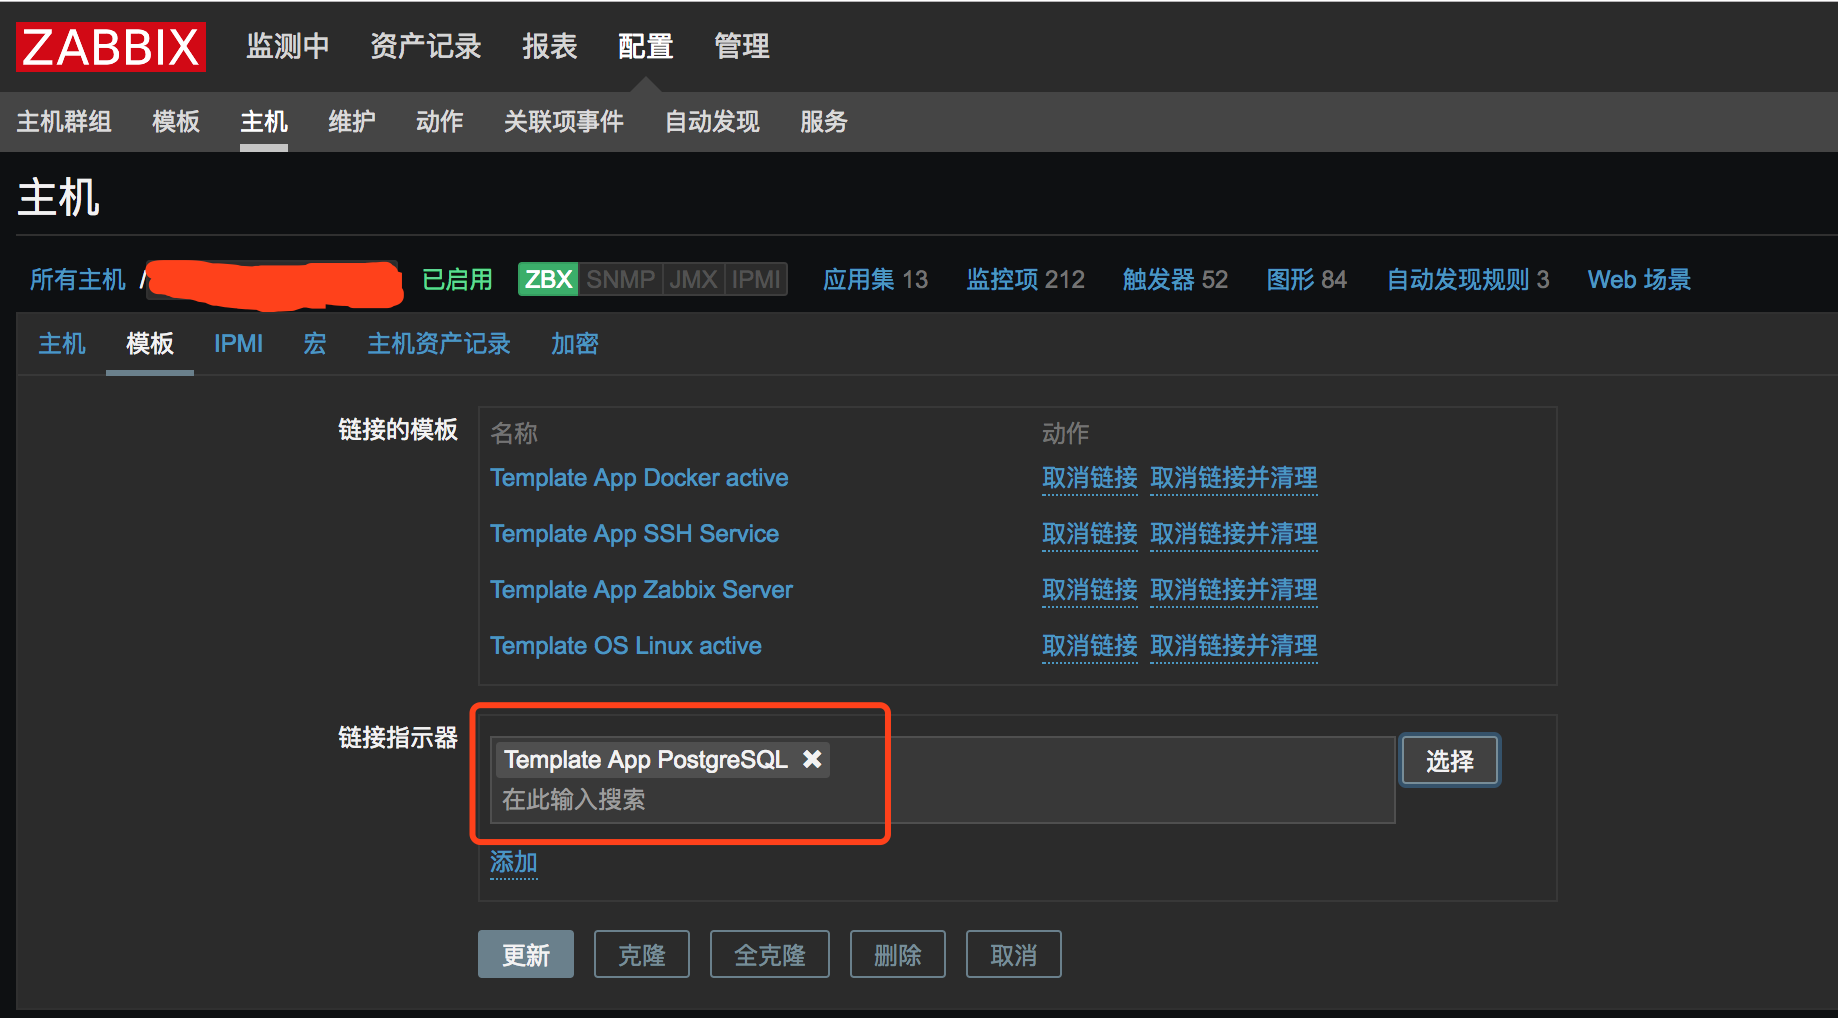 ZABBIX 监测中 资产记录 报表 配置 管理
主机群组 模板 主机 维护 动作 关联项事件 自动发现 服务
主机
所有主机 / 已启用 ZBX SNMP JMX IPMI 应用集 13 监控项 212 触发器 52 图形 84 自动发现规则 3 Web 场景
主机 模板 IPMI 宏 主机资产记录 加密
链接的模板 名称 动作
Template App Docker active 取消链接 取消链接并清理
Template App SSH Service 取消链接 取消链接并清理
Template App Zabbix Server 取消链接 取消链接并清理
Template OS Linux active 取消链接 取消链接并清理
链接指示器 Template App PostgreSQL ✖ 选择
在此输入搜索
添加
更新 克隆 全克隆 删除 取消